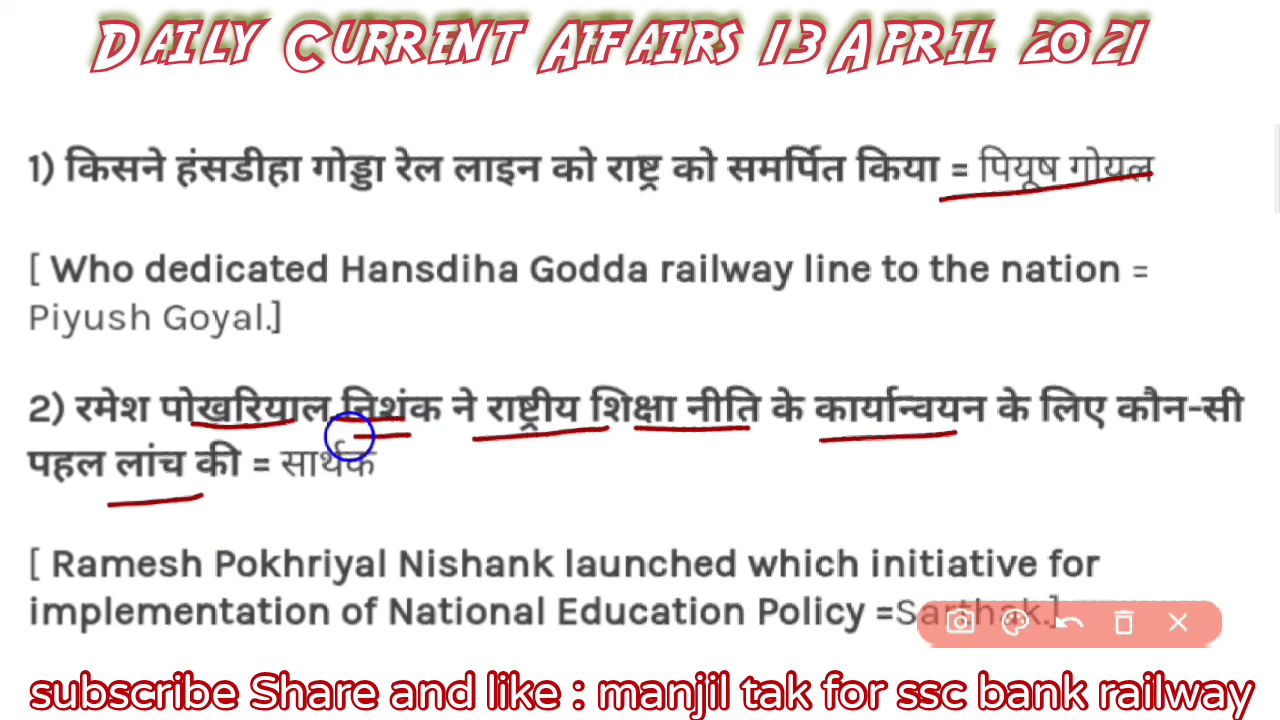 DAILY CURRENT AFFAIRS 13 APRIL 2021
1) किसने हंसडीहा गोड्डा रेल लाइन को राष्ट्र को समर्पित किया = पियूष गोयल
[ Who dedicated Hansdiha Godda railway line to the nation =
Piyush Goyal.]
2) रमेश पोखरियाल निशंक ने राष्ट्रीय शिक्षा नीति के कार्यान्वयन के लिए कौन-सी
पहल लांच की = सार्थक
[ Ramesh Pokhriyal Nishank launched which initiative for
implementation of National Education Policy =Sarthak.]
subscribe Share and like : manjil tak for ssc bank railway